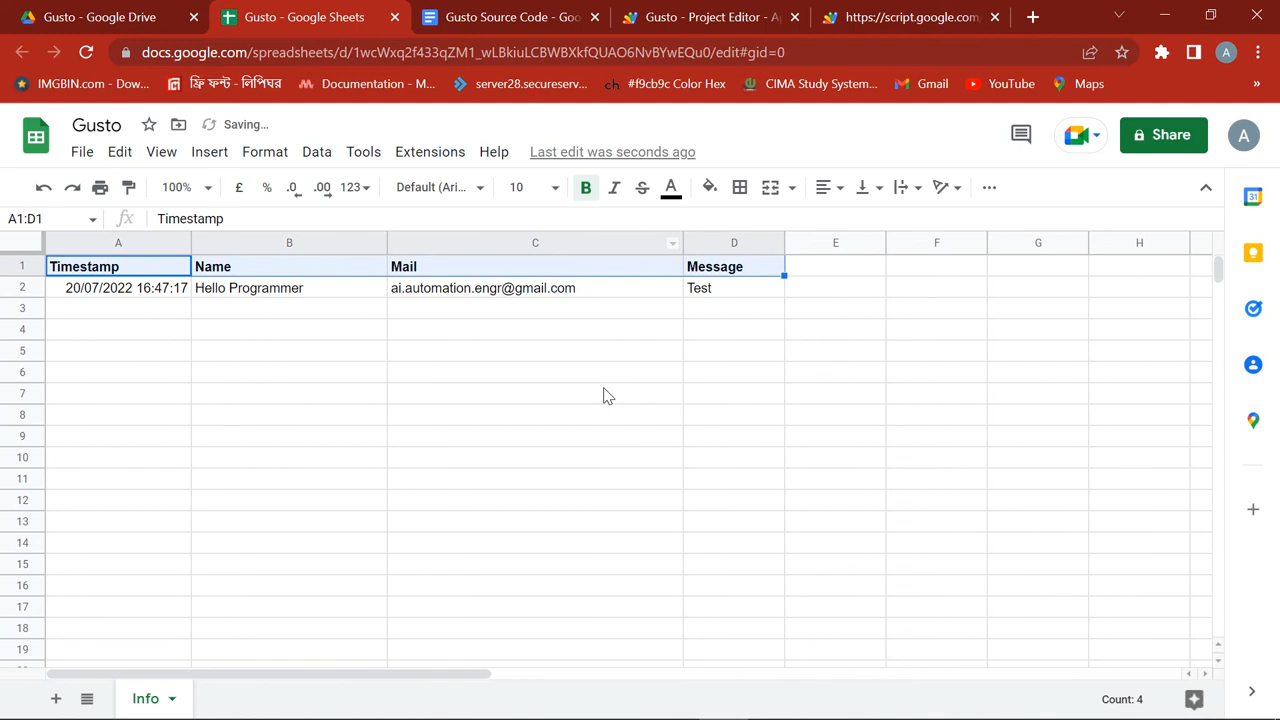 Gusto - Google Drive
Gusto - Google Sheets
Gusto Source Code - Goo
Gusto - Project Editor - Ap
https://script.google.com/
docs.google.com/spreadsheets/d/1wcWxq2f433qZM1_wLBkiuLCBWBXkfQUAO6NvBYwEQu0/edit#gid=0
A
IMGBIN.com - Dow...
ফ্রি ফন্ট - লিপিঘর
Documentation - M...
server28.secureserv...
ch #f9cb9c Color Hex
CIMA Study System...
Gmail
YouTube
Maps
»
Gusto
Saving...
Share
A
File Edit View Insert Format Data Tools Extensions Help Last edit was seconds ago
100% £ % .0 .00 123 Default (Ari... 10 B I S A
A1:D1 fx Timestamp
A B C D E F G H
1 Timestamp Name Mail Message
2 20/07/2022 16:47:17 Hello Programmer ai.automation.engr@gmail.com Test
3
4
5
6
7
8
9
10
11
12
13
14
15
16
17
18
19
Info
Count: 4
31